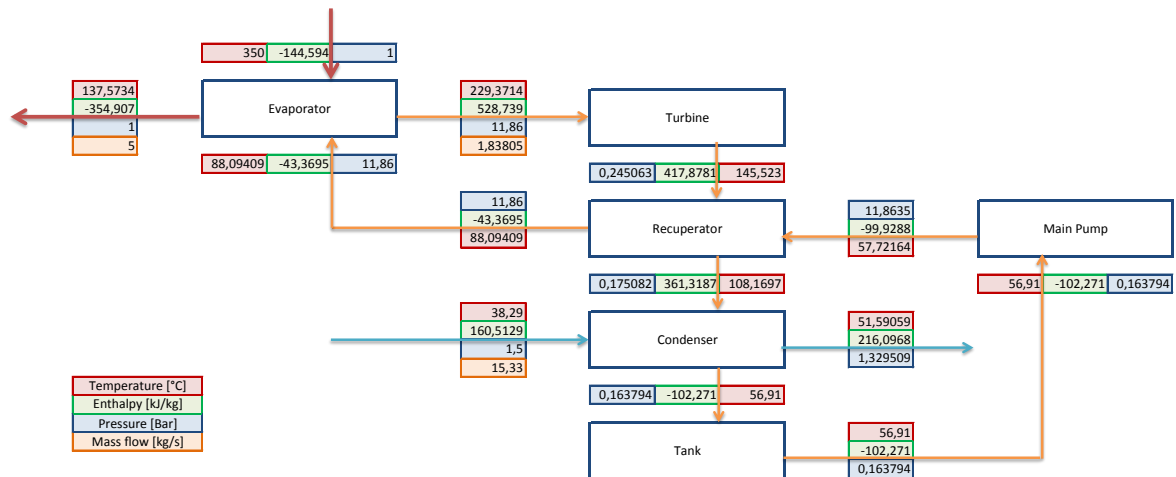 350 -144,594 1
137,5734
-354,907
1
5
Evaporator
229,3714
528,739
11,86
1,83805
Turbine
88,09409 -43,3695 11,86
0,245063 417,8781 145,523
11,86
-43,3695
88,09409
Recuperator
11,8635
-99,9288
57,72164
Main Pump
0,175082 361,3187 108,1697
56,91 -102,271 0,163794
38,29
160,5129
1,5
15,33
Condenser
51,59059
216,0968
1,329509
Temperature [°C]
Enthalpy [kJ/kg]
Pressure [Bar]
Mass flow [kg/s]
0,163794 -102,271 56,91
Tank
56,91
-102,271
0,163794